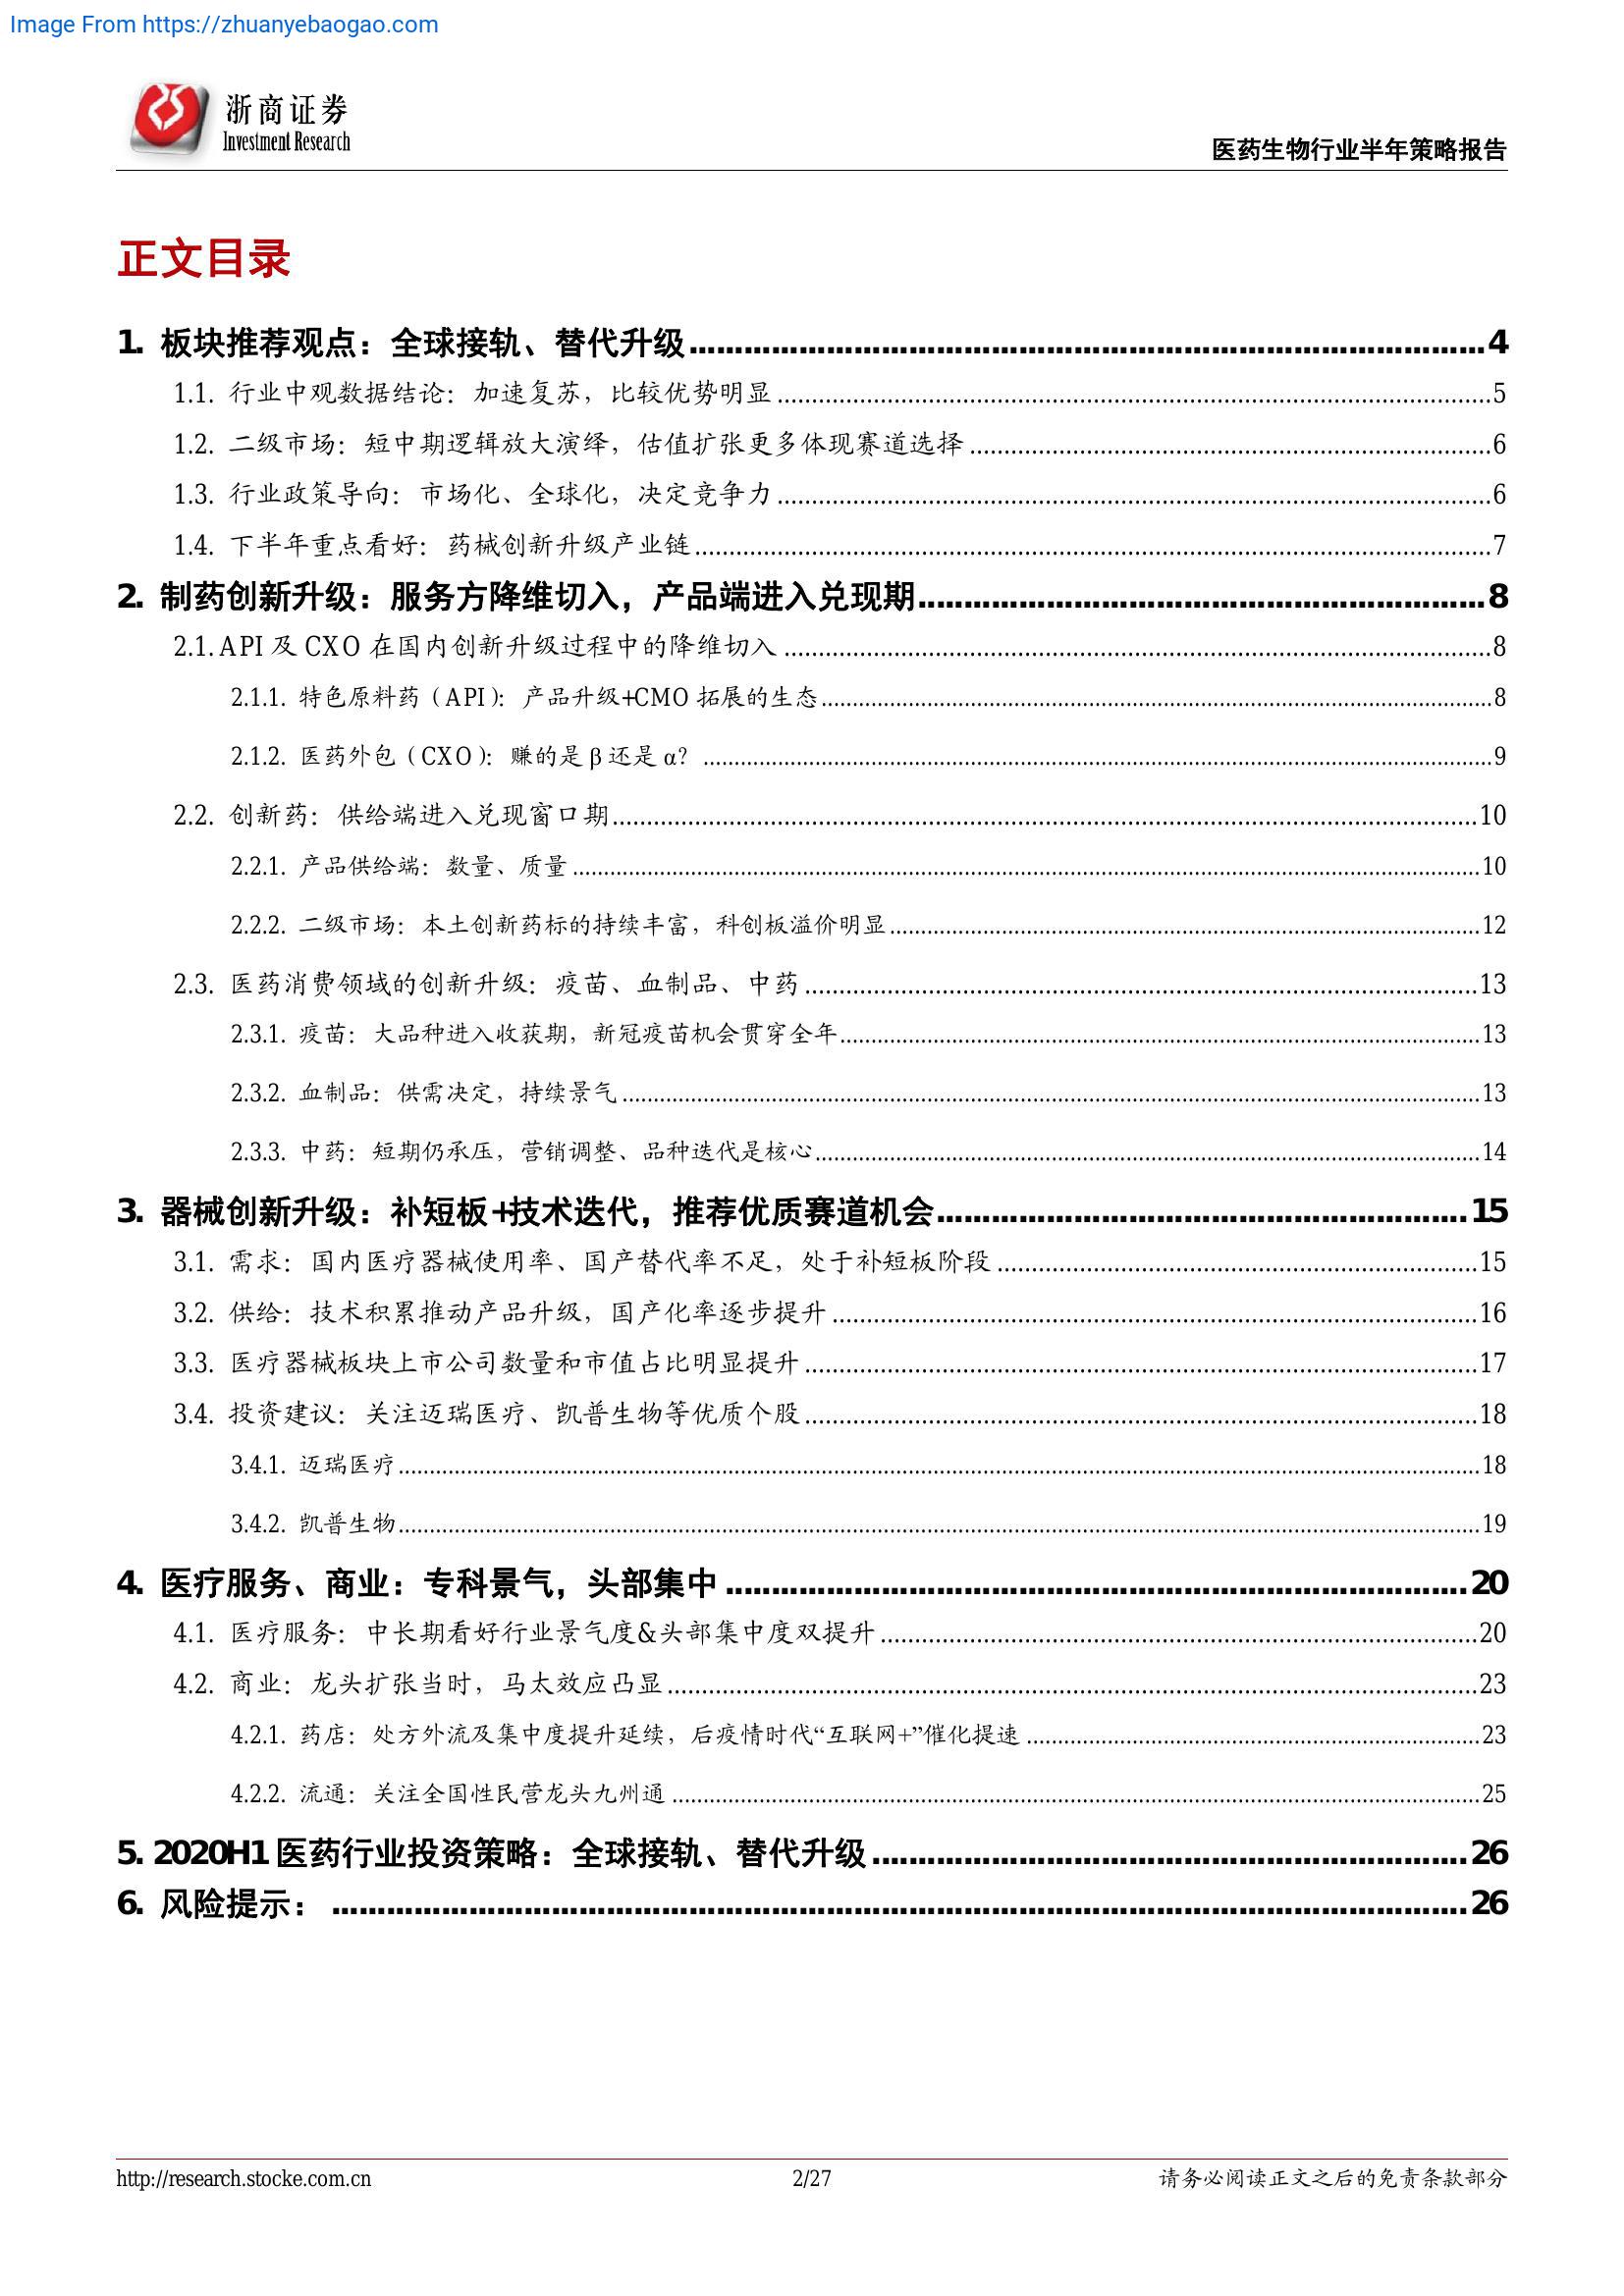 Image From https://zhuanyebaogao.com
浙商证券
Investment Research
医药生物行业半年策略报告
正文目录
1. 板块推荐观点：全球接轨、替代升级 4
1.1. 行业中观数据结论：加速复苏，比较优势明显 5
1.2. 二级市场：短中期逻辑放大演绎，估值扩张更多体现赛道选择 6
1.3. 行业政策导向：市场化、全球化，决定竞争力 6
1.4. 下半年重点看好：药械创新升级产业链 7
2. 制药创新升级：服务方降维切入，产品端进入兑现期 8
2.1. API 及 CXO 在国内创新升级过程中的降维切入 8
2.1.1. 特色原料药（API）：产品升级+CMO 拓展的生态 8
2.1.2. 医药外包（CXO）：赚的是 β 还是 α？ 9
2.2. 创新药：供给端进入兑现窗口期 10
2.2.1. 产品供给端：数量、质量 10
2.2.2. 二级市场：本土创新药标的持续丰富，科创板溢价明显 12
2.3. 医药消费领域的创新升级：疫苗、血制品、中药 13
2.3.1. 疫苗：大品种进入收获期，新冠疫苗机会贯穿全年 13
2.3.2. 血制品：供需决定，持续景气 13
2.3.3. 中药：短期仍承压，营销调整、品种迭代是核心 14
3. 器械创新升级：补短板+技术迭代，推荐优质赛道机会 15
3.1. 需求：国内医疗器械使用率、国产替代率不足，处于补短板阶段 15
3.2. 供给：技术积累推动产品升级，国产化率逐步提升 16
3.3. 医疗器械板块上市公司数量和市值占比明显提升 17
3.4. 投资建议：关注迈瑞医疗、凯普生物等优质个股 18
3.4.1. 迈瑞医疗 18
3.4.2. 凯普生物 19
4. 医疗服务、商业：专科景气，头部集中 20
4.1. 医疗服务：中长期看好行业景气度&头部集中度双提升 20
4.2. 商业：龙头扩张当时，马太效应凸显 23
4.2.1. 药店：处方外流及集中度提升延续，后疫情时代“互联网+”催化提速 23
4.2.2. 流通：关注全国性民营龙头九州通 25
5. 2020H1 医药行业投资策略：全球接轨、替代升级 26
6. 风险提示： 26
http://research.stocke.com.cn 2/27 请务必阅读正文之后的免责条款部分